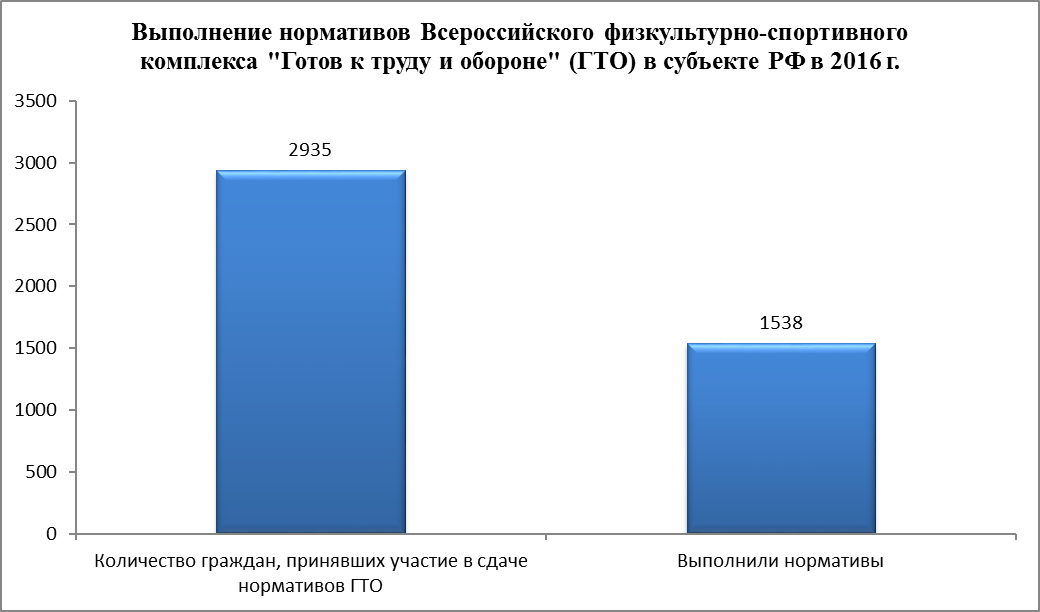 Выполнение нормативов Всероссийского физкультурно-спортивного
комплекса "Готов к труду и обороне" (ГТО) в субъекте РФ в 2016 г.
3500
3000
2500
2000
1500
1000
500
0
2935
1538
Количество граждан, принявших участие в сдаче
нормативов ГТО
Выполнили нормативы